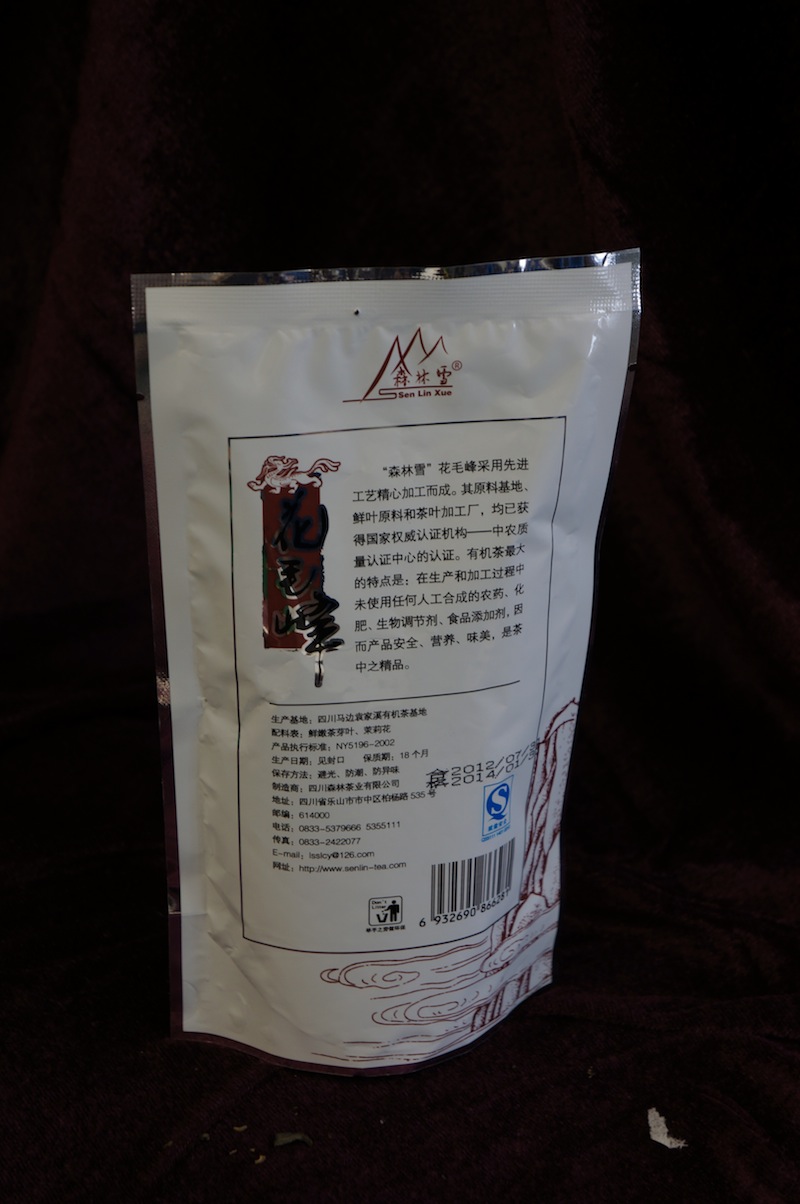 森林雪®
Sen Lin Xue
花毛峰
“森林雪”花毛峰采用先进
工艺精心加工而成。其原料基地、
鲜叶原料和茶叶加工厂，均已获
得国家权威认证机构——中农质
量认证中心的认证。有机茶最大
的特点是：在生产和加工过程中
未使用任何人工合成的农药、化
肥、生物调节剂、食品添加剂，因
而产品安全、营养、味美，是茶
中之精品。
生产基地：四川马边袁家溪有机茶基地
配料表：鲜嫩茶芽叶、茉莉花
产品执行标准：NY5196-2002
生产日期：见封口 保质期：18个月
保存方法：避光、防潮、防异味
制造商：四川森林茶业有限公司
地址：四川省乐山市市中区柏杨路535号
邮编：614000
电话：0833-5379666 5355111
传真：0833-2422077
E-mail：lsslcy@126.com
网址：http://www.senlin-tea.com
2012/07/
2014/01/
Don't
Litter
6 932690 866281